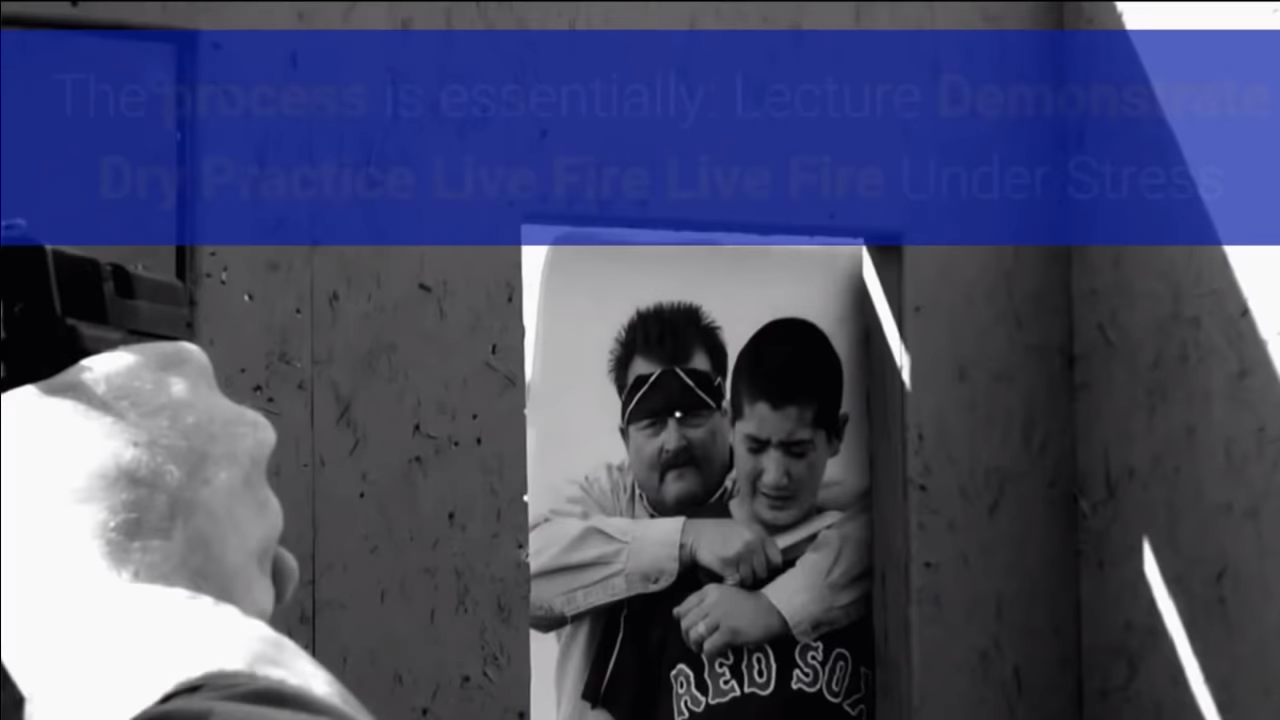 The process is essentially: Lecture Demonstrate
Dry Practice Live Fire Live Fire Under Stress
RED SOX